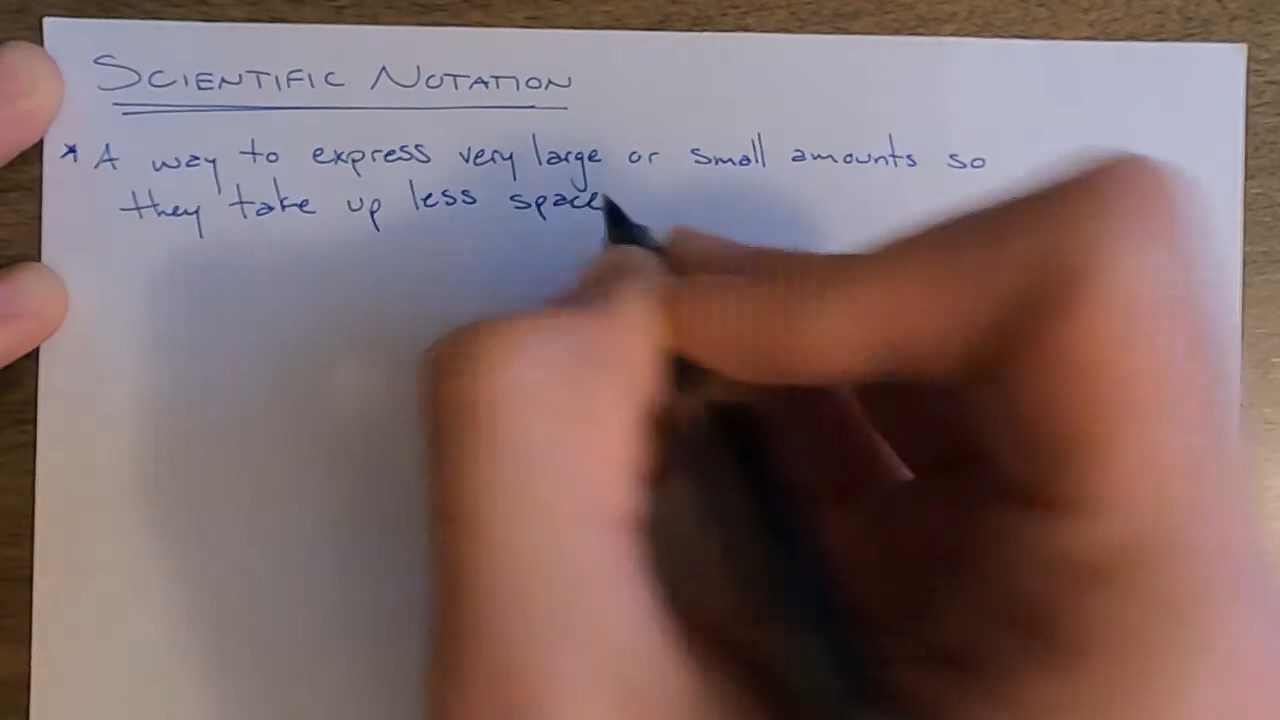 SCIENTIFIC NOTATION
* A way to express very large or small amounts so
they take up less space